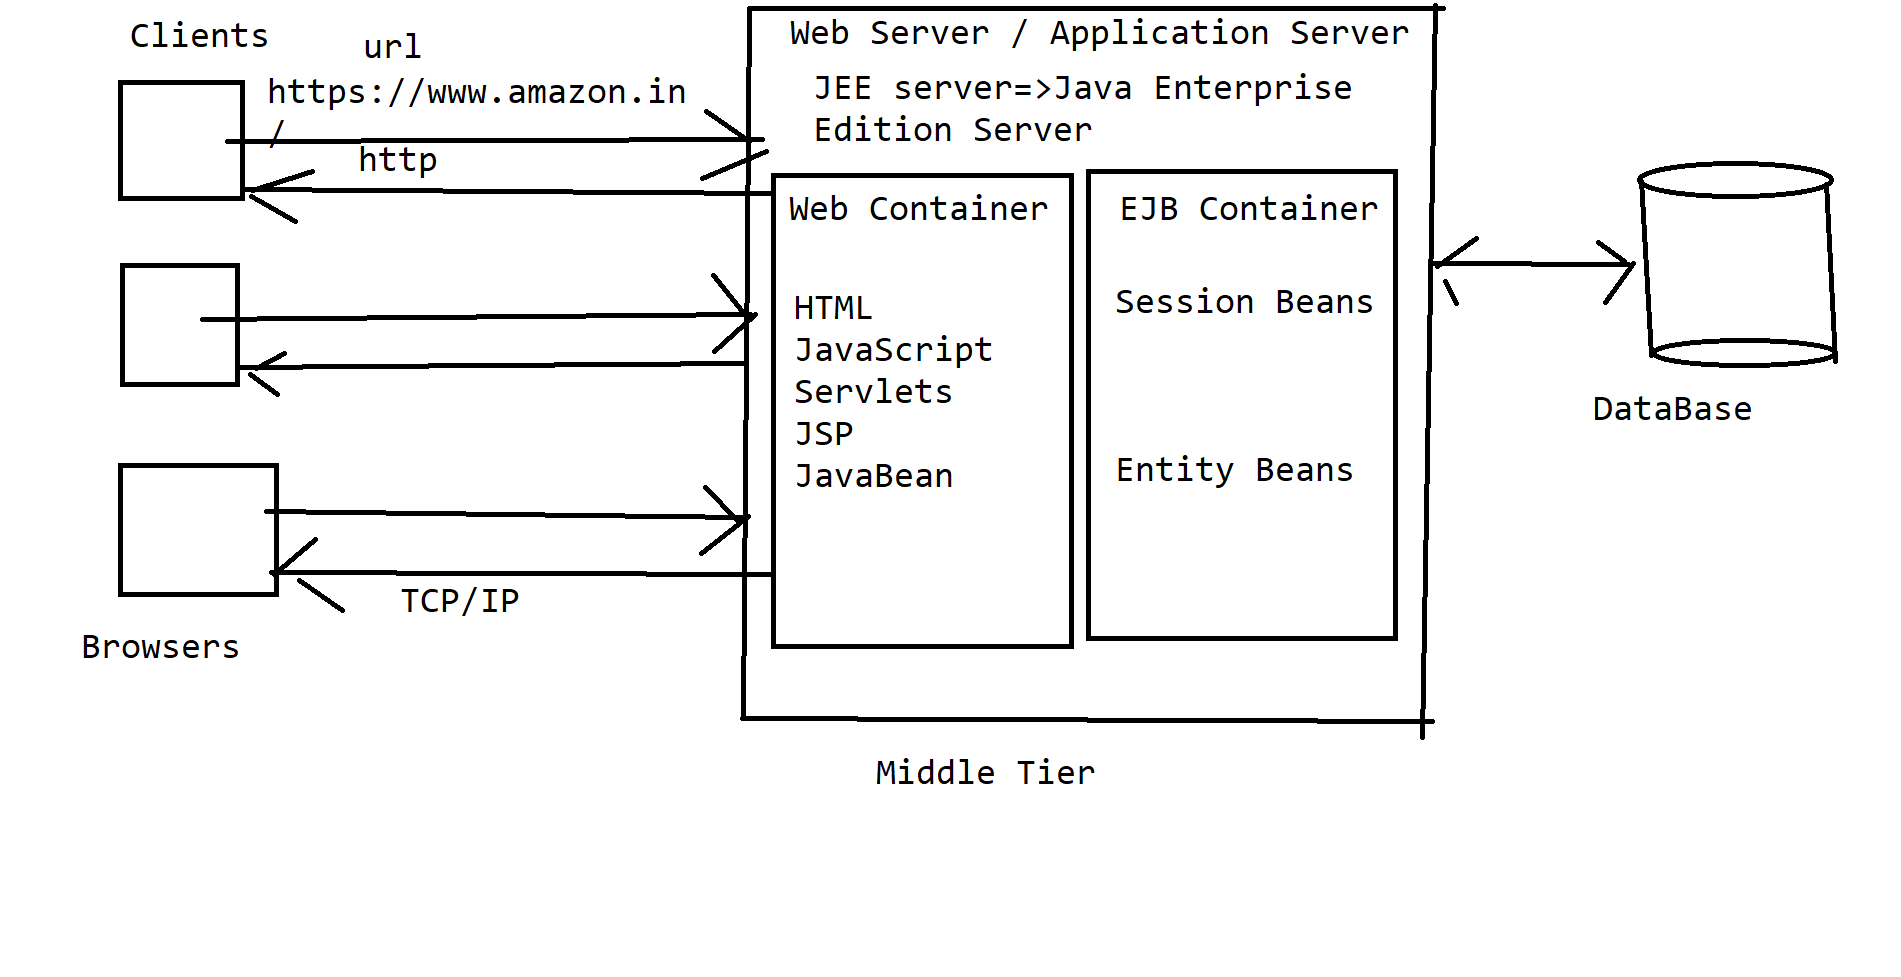 Clients
url
https://www.amazon.in
/
http
Web Server / Application Server
JEE server=>Java Enterprise
Edition Server
Web Container
HTML
JavaScript
Servlets
JSP
JavaBean
EJB Container
Session Beans
Entity Beans
DataBase
TCP/IP
Browsers
Middle Tier